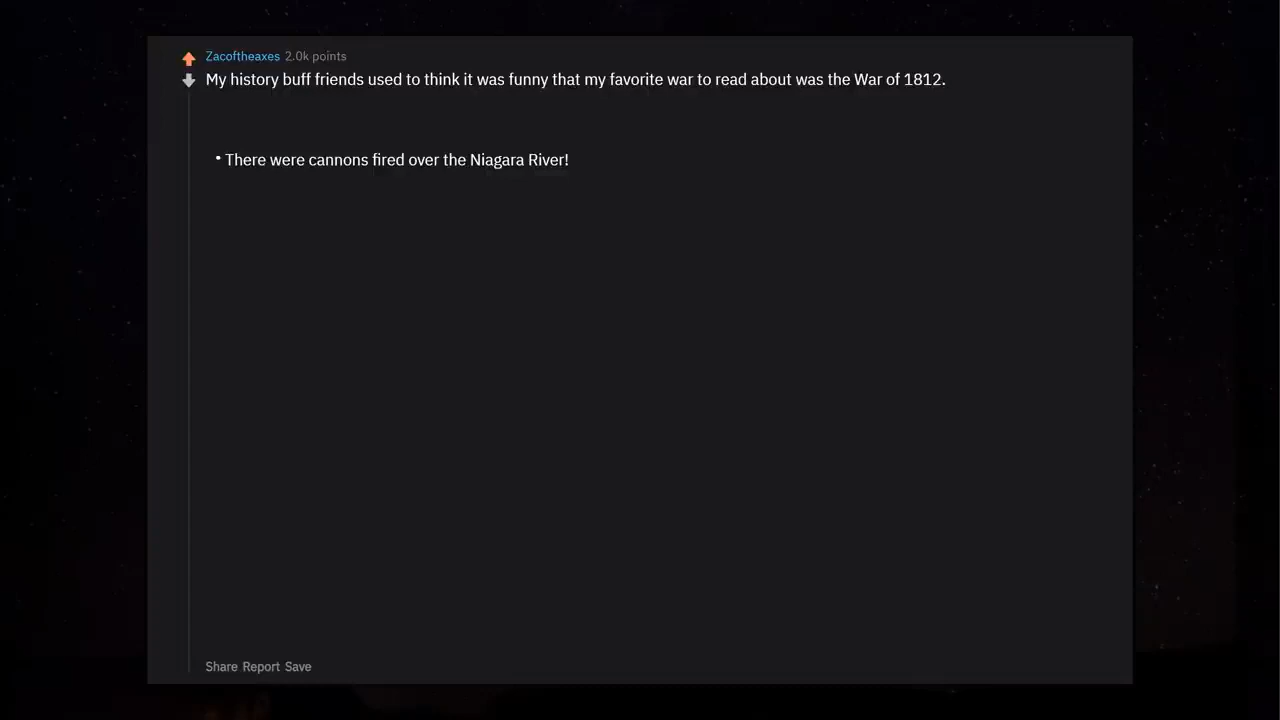 Zacoftheaxes 2.0k points
My history buff friends used to think it was funny that my favorite war to read about was the War of 1812.
• There were cannons fired over the Niagara River!
Share Report Save